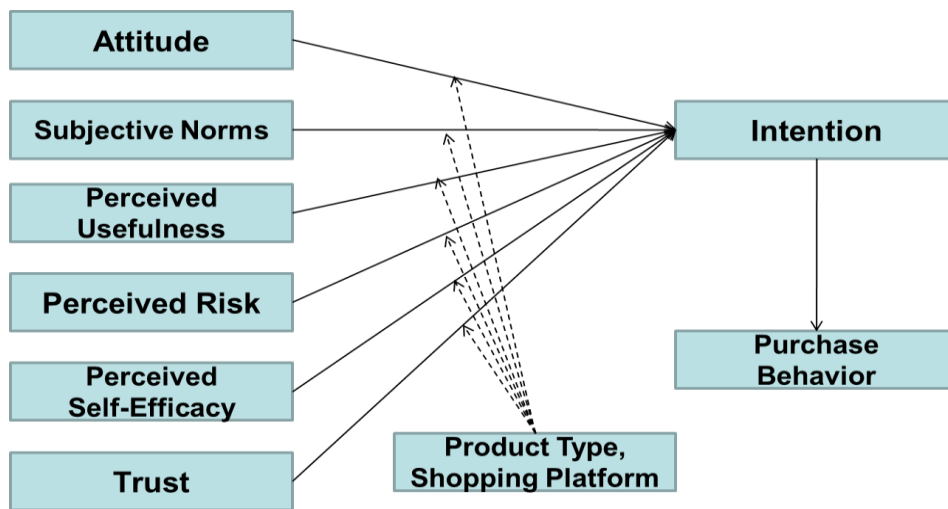 Attitude
Subjective Norms
Perceived
Usefulness
Perceived Risk
Perceived
Self-Efficacy
Trust
Intention
Purchase
Behavior
Product Type,
Shopping Platform